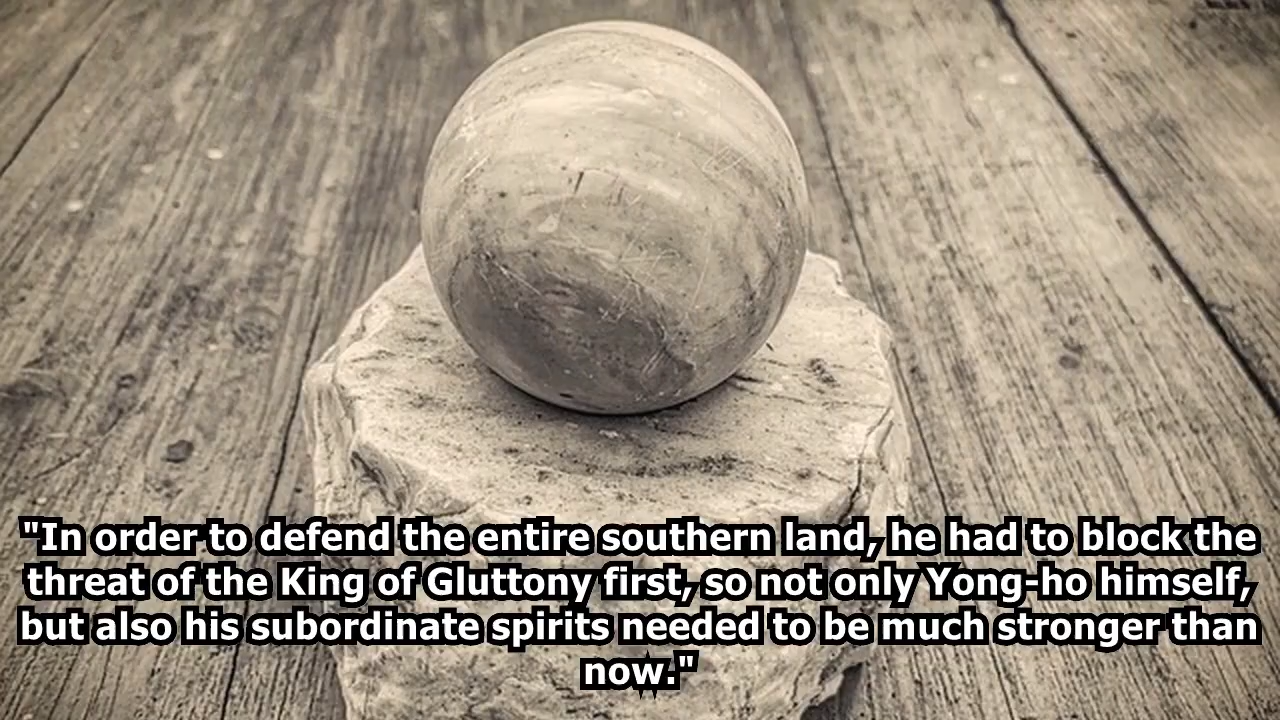 "In order to defend the entire southern land, he had to block the
threat of the King of Gluttony first, so not only Yong-ho himself,
but also his subordinate spirits needed to be much stronger than
now."